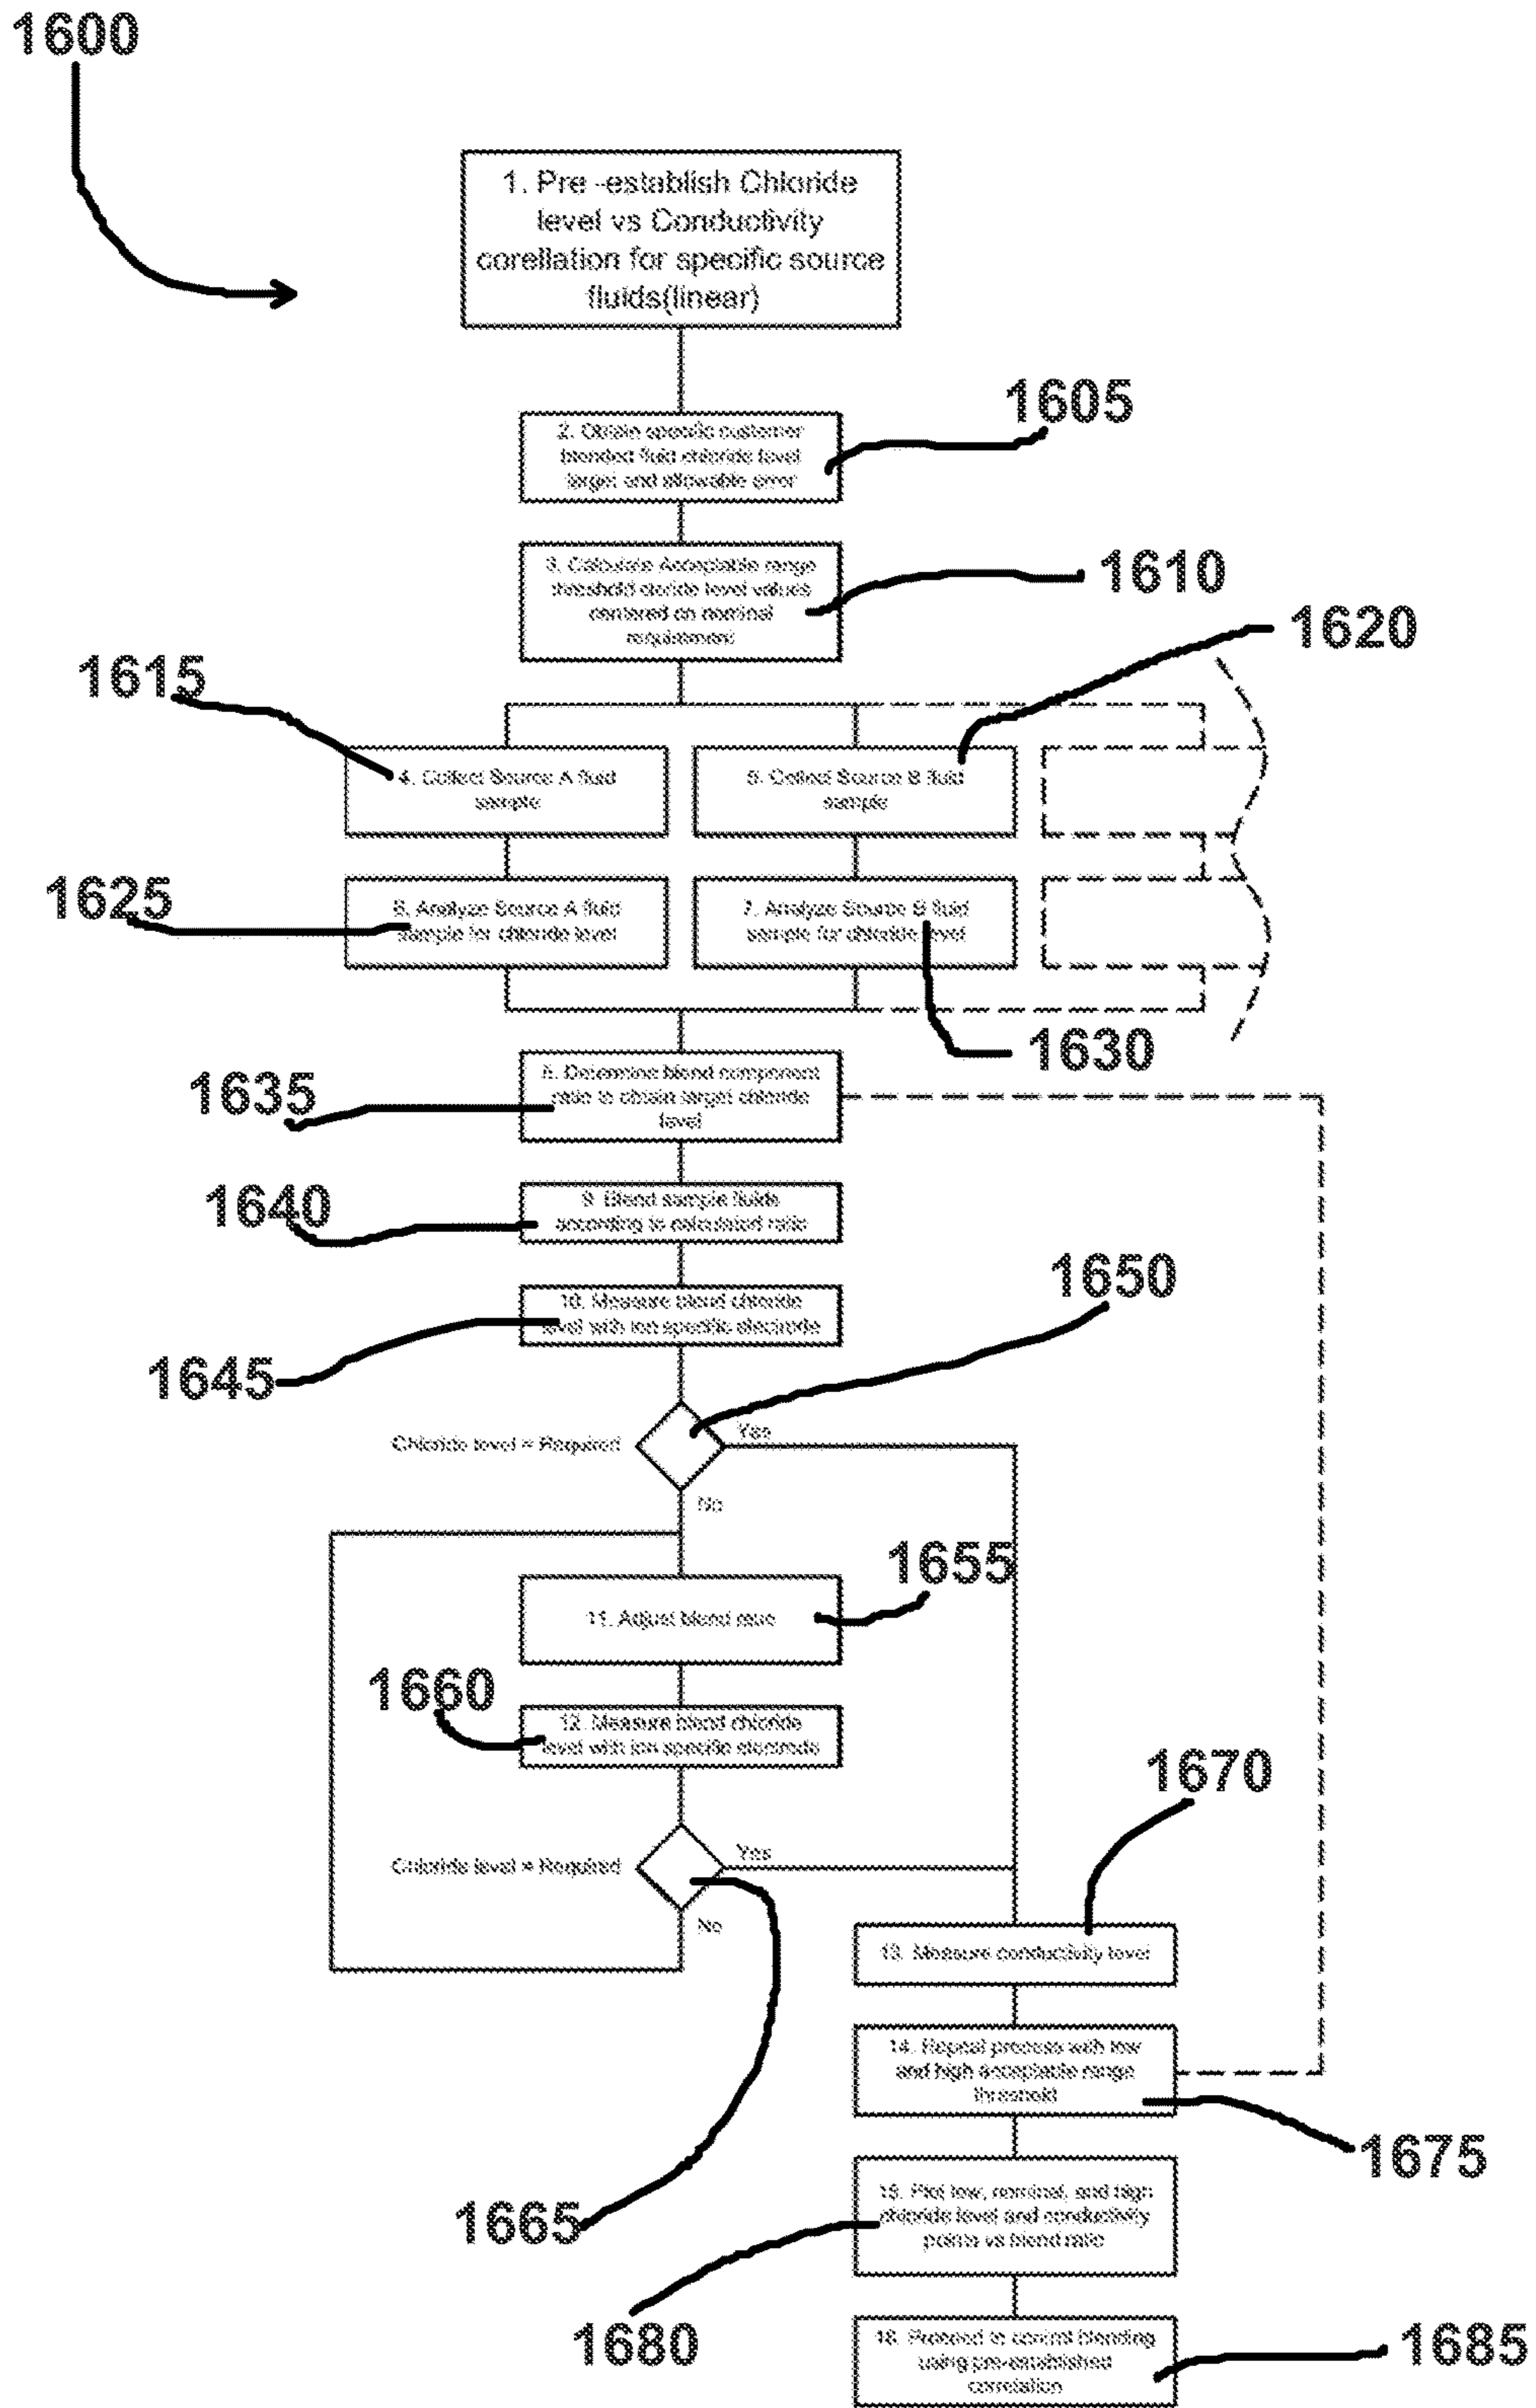 1600
1. Pre -establish Chloride
level vs Conductivity
corellation for specific source
fluids(linear)
1605
2. Obtain specific customer
blended fluid chloride level
target and allowable error
1610
3. Calculate Acceptable range
threshold cloride level values
centered on nominal
requirement
1620
1615
4. Collect Source A fluid
sample
5. Collect Source B fluid
sample
1625
6. Analyze Source A fluid
sample for chloride level
7. Analyze Source B fluid
sample for chloride level
1630
1635
8. Determine blend component
ratio to obtain target chloride
level
1640
9. Blend sample fluids
according to calculated ratio
1650
10. Measure blend chloride
level with ion specific electrode
1645
Chloride level = Required
Yes
No
1655
11. Adjust blend ratio
1660
12. Measure blend chloride
level with ion specific electrode
1670
Chloride level = Required
Yes
No
13. Measure conductivity level
14. Repeat process with low
and high acceptable range
threshold
1675
15. Plot low, nominal, and high
chloride level and conductivity
points vs blend ratio
1665
1680
16. Proceed to control blending
using pre-established
correlation
1685